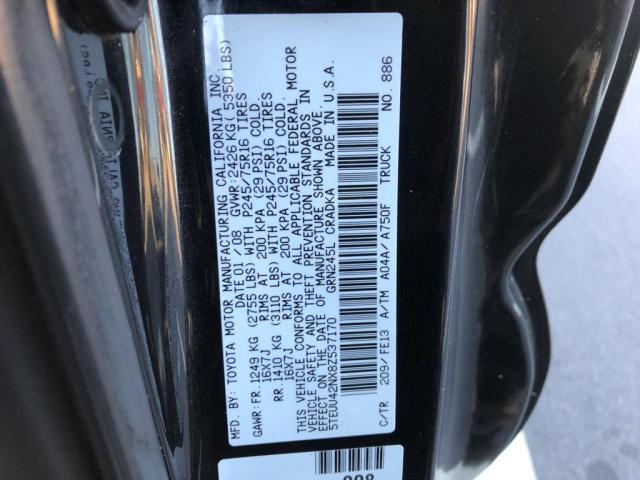 MFD. BY: TOYOTA MOTOR MANUFACTURING CALIFORNIA INC
DATE 01 / 08 GVWR: 2426 KG ( 5350 LBS)
GAWR: FR. 1249 KG (2755 LBS) WITH P245/75R16 TIRES
16X7J RIMS AT 200 KPA (29 PSI) COLD.
RR. 1410 KG (3110 LBS) WITH P245/75R16 TIRES
16X7J RIMS AT 200 KPA (29 PSI) COLD.
THIS VEHICLE CONFORMS TO ALL APPLICABLE FEDERAL MOTOR
VEHICLE SAFETY AND THEFT PREVENTION STANDARDS IN
EFFECT ON THE DATE OF MANUFACTURE SHOWN ABOVE.
5TEUU42NX8Z537170 GRN245L CRADKA MADE IN U.S.A.
C/TR 209/FE13 A/TM A04A/A750F TRUCK NO. 886